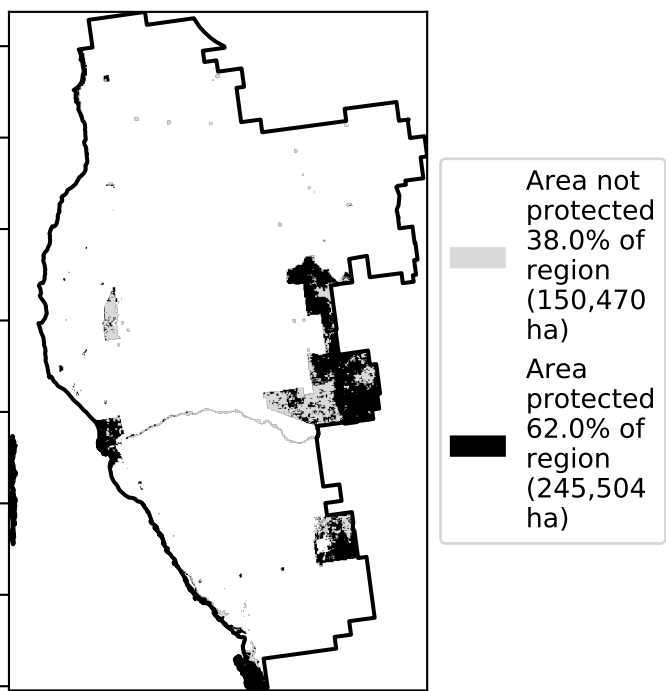 Area not
protected
38.0% of
region
(150,470
ha)
Area
protected
62.0% of
region
(245,504
ha)